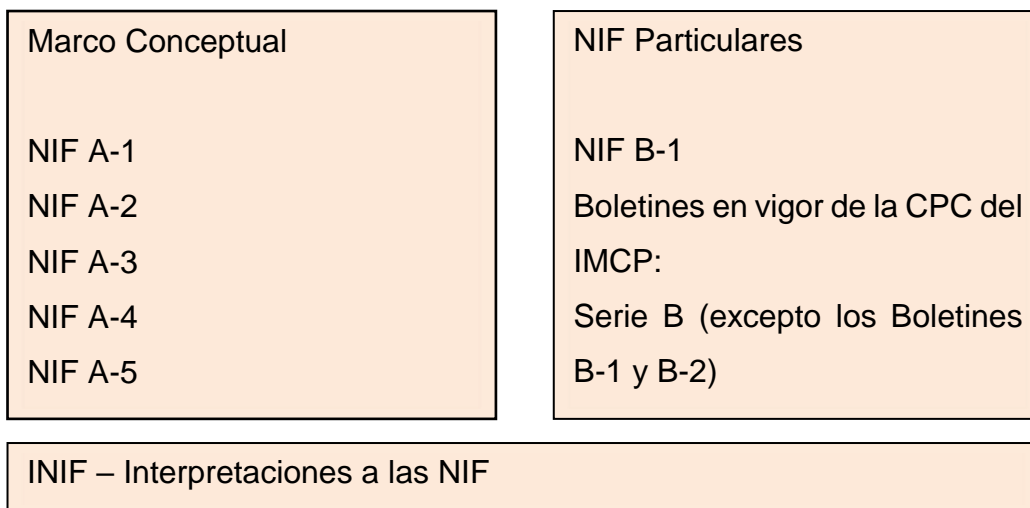 Marco Conceptual
NIF A-1
NIF A-2
NIF A-3
NIF A-4
NIF A-5
NIF Particulares
NIF B-1
Boletines en vigor de la CPC del
IMCP:
Serie B (excepto los Boletines
B-1 y B-2)
INIF – Interpretaciones a las NIF